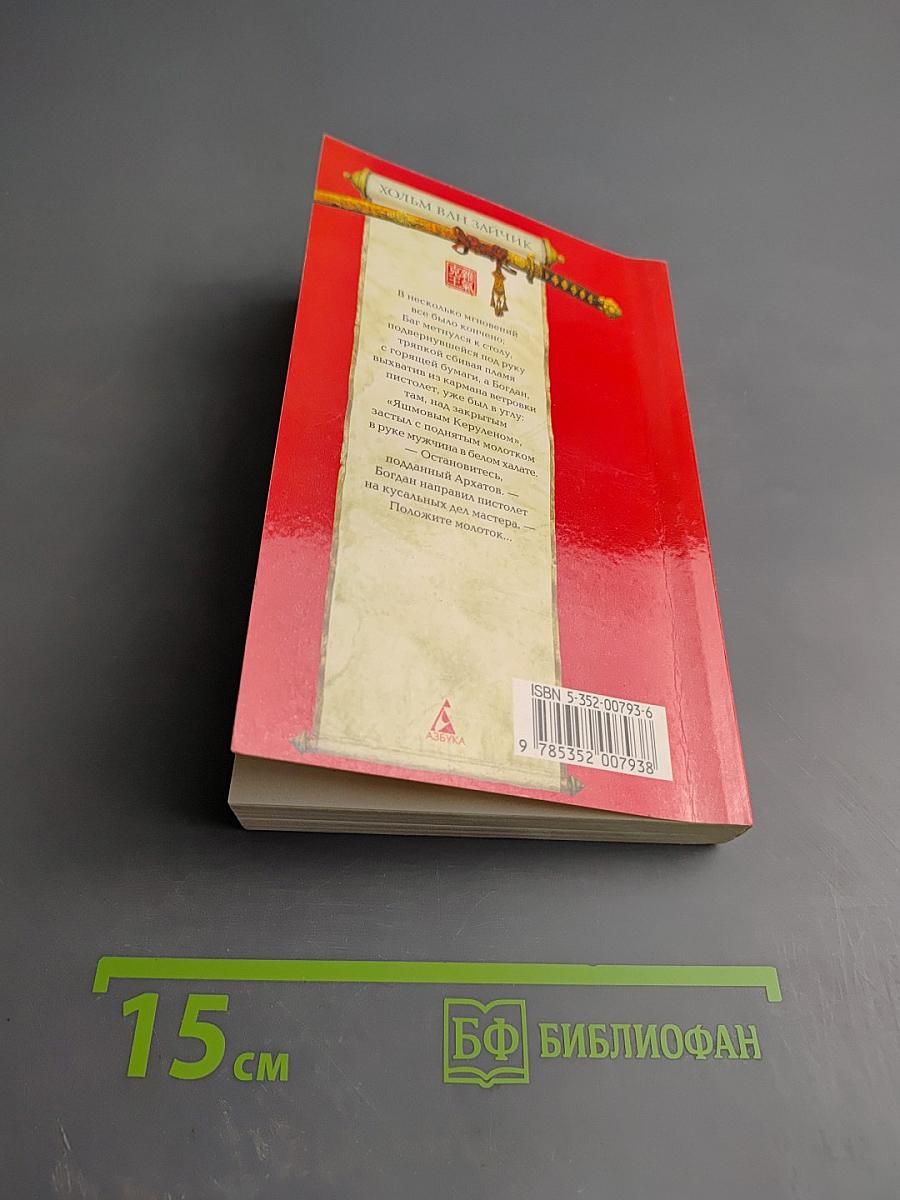 ХОЛЬМ ВАН ЗАЙЧИК
В несколько мгновений
все было кончено;
Баг метнулся к столу,
подвернувшейся под руку
тряпкой сбивая пламя
с горящей бумаги, а Богдан,
выхватив из кармана ветровки
пистолет, уже был в углу:
там, над закрытым
«Яшмовым Керуленом»,
застыл с поднятым молотком
в руке мужчина в белом халате.
— Остановитесь,
подданный Архатов. —
Богдан направил пистолет
на кусальных дел мастера. —
Положите молоток...
АЗБУКА
ISBN 5-352-00793-6
9 785352 007938
15 см
БФ БИБЛИОФАН